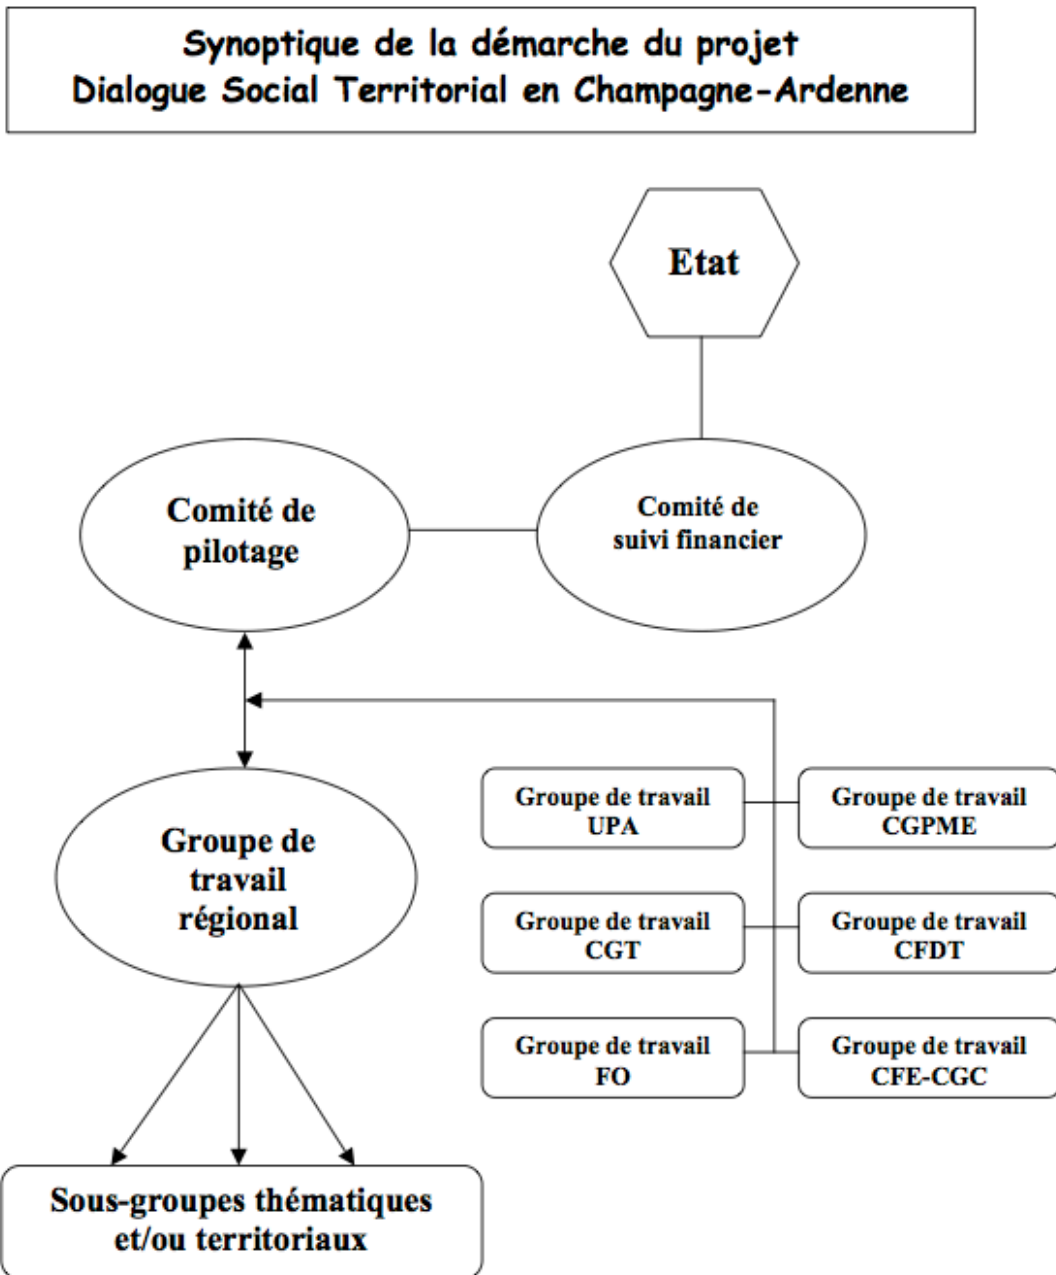 Synoptique de la démarche du projet
Dialogue Social Territorial en Champagne-Ardenne
Etat
Comité de
pilotage
Comité de
suivi financier
Groupe de
travail
régional
Groupe de travail
UPA
Groupe de travail
CGPME
Groupe de travail
CGT
Groupe de travail
CFDT
Groupe de travail
FO
Groupe de travail
CFE-CGC
Sous-groupes thématiques
et/ou territoriaux